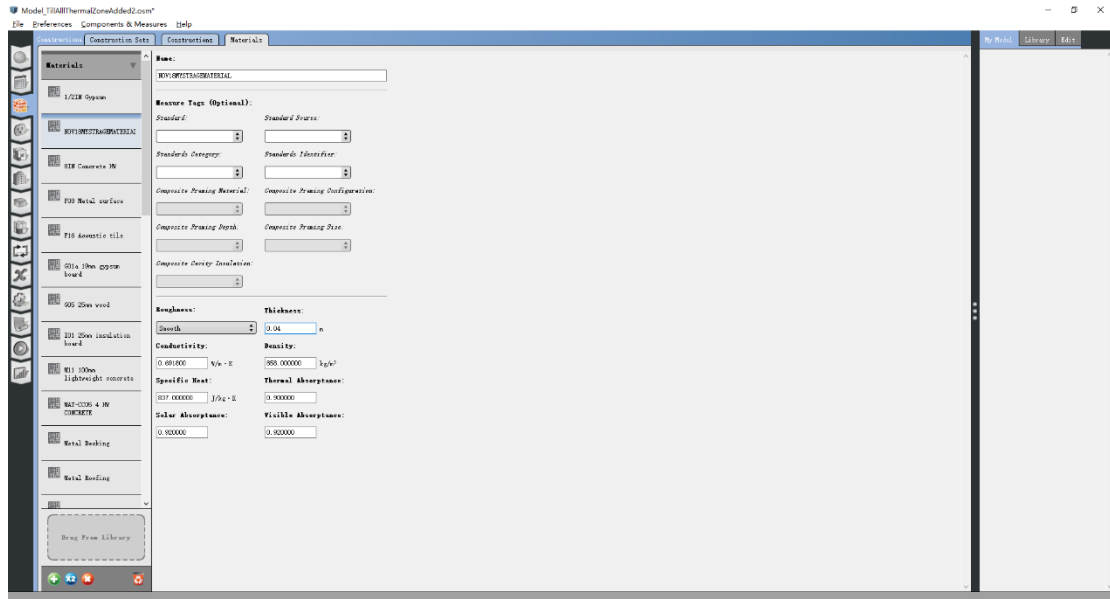 Model_TillAllThermalZoneAdded2.osm*
File Preferences Components & Measures Help
Constructions Construction Sets Constructions Materials
My Model Library Edit
Materials
1/2IN Gypsum
NOV18MYSTRAGEMATERIAL
8IN Concrete HW
F08 Metal surface
F16 Acoustic tile
G01a 19mm gypsum
board
G05 25mm wood
I01 25mm insulation
board
M11 100mm
lightweight concrete
MAT-CC05 4 HW
CONCRETE
Metal Decking
Metal Roofing
Drag From Library
Name:
NOV18MYSTRAGEMATERIAL
Measure Tags (Optional):
Standard: Standard Source:
Standards Category: Standards Identifier:
Composite Framing Material: Composite Framing Configuration:
Composite Framing Depth: Composite Framing Size:
Composite Cavity Insulation:
Roughness: Thickness:
Smooth 0.04 m
Conductivity: Density:
0.691800 W/m·K 858.000000 kg/m³
Specific Heat: Thermal Absorptance:
837.000000 J/kg·K 0.900000
Solar Absorptance: Visible Absorptance:
0.920000 0.920000